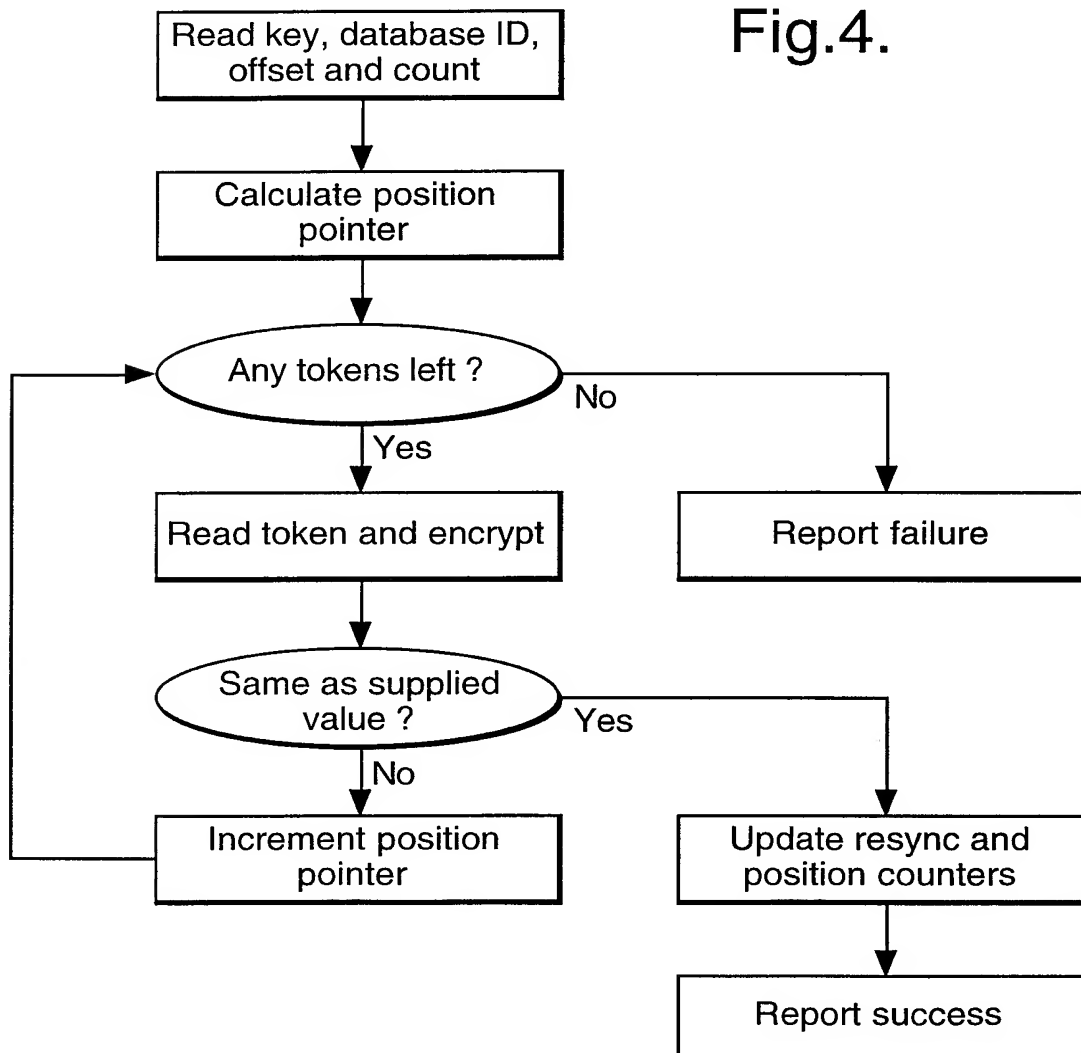 Fig.4.
Read key, database ID,
offset and count
Calculate position
pointer
Any tokens left ?
No
Yes
Read token and encrypt
Report failure
Same as supplied
value ?
Yes
No
Increment position
pointer
Update resync and
position counters
Report success